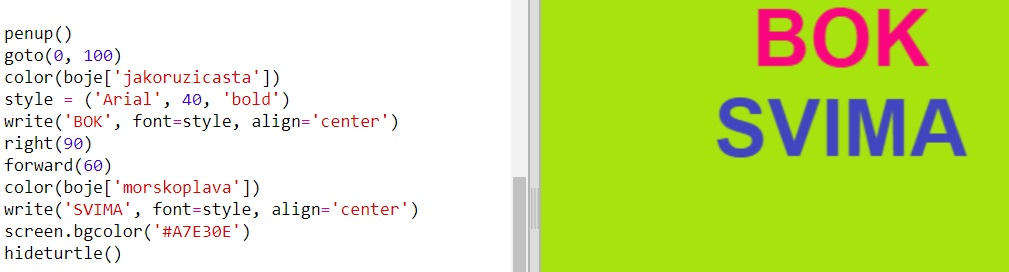 penup()
goto(0, 100)
color(boje['jakoruzicasta'])
style = ('Arial', 40, 'bold')
write('BOK', font=style, align='center')
right(90)
forward(60)
color(boje['morskoplava'])
write('SVIMA', font=style, align='center')
screen.bgcolor('#A7E30E')
hideturtle()
BOK
SVIMA